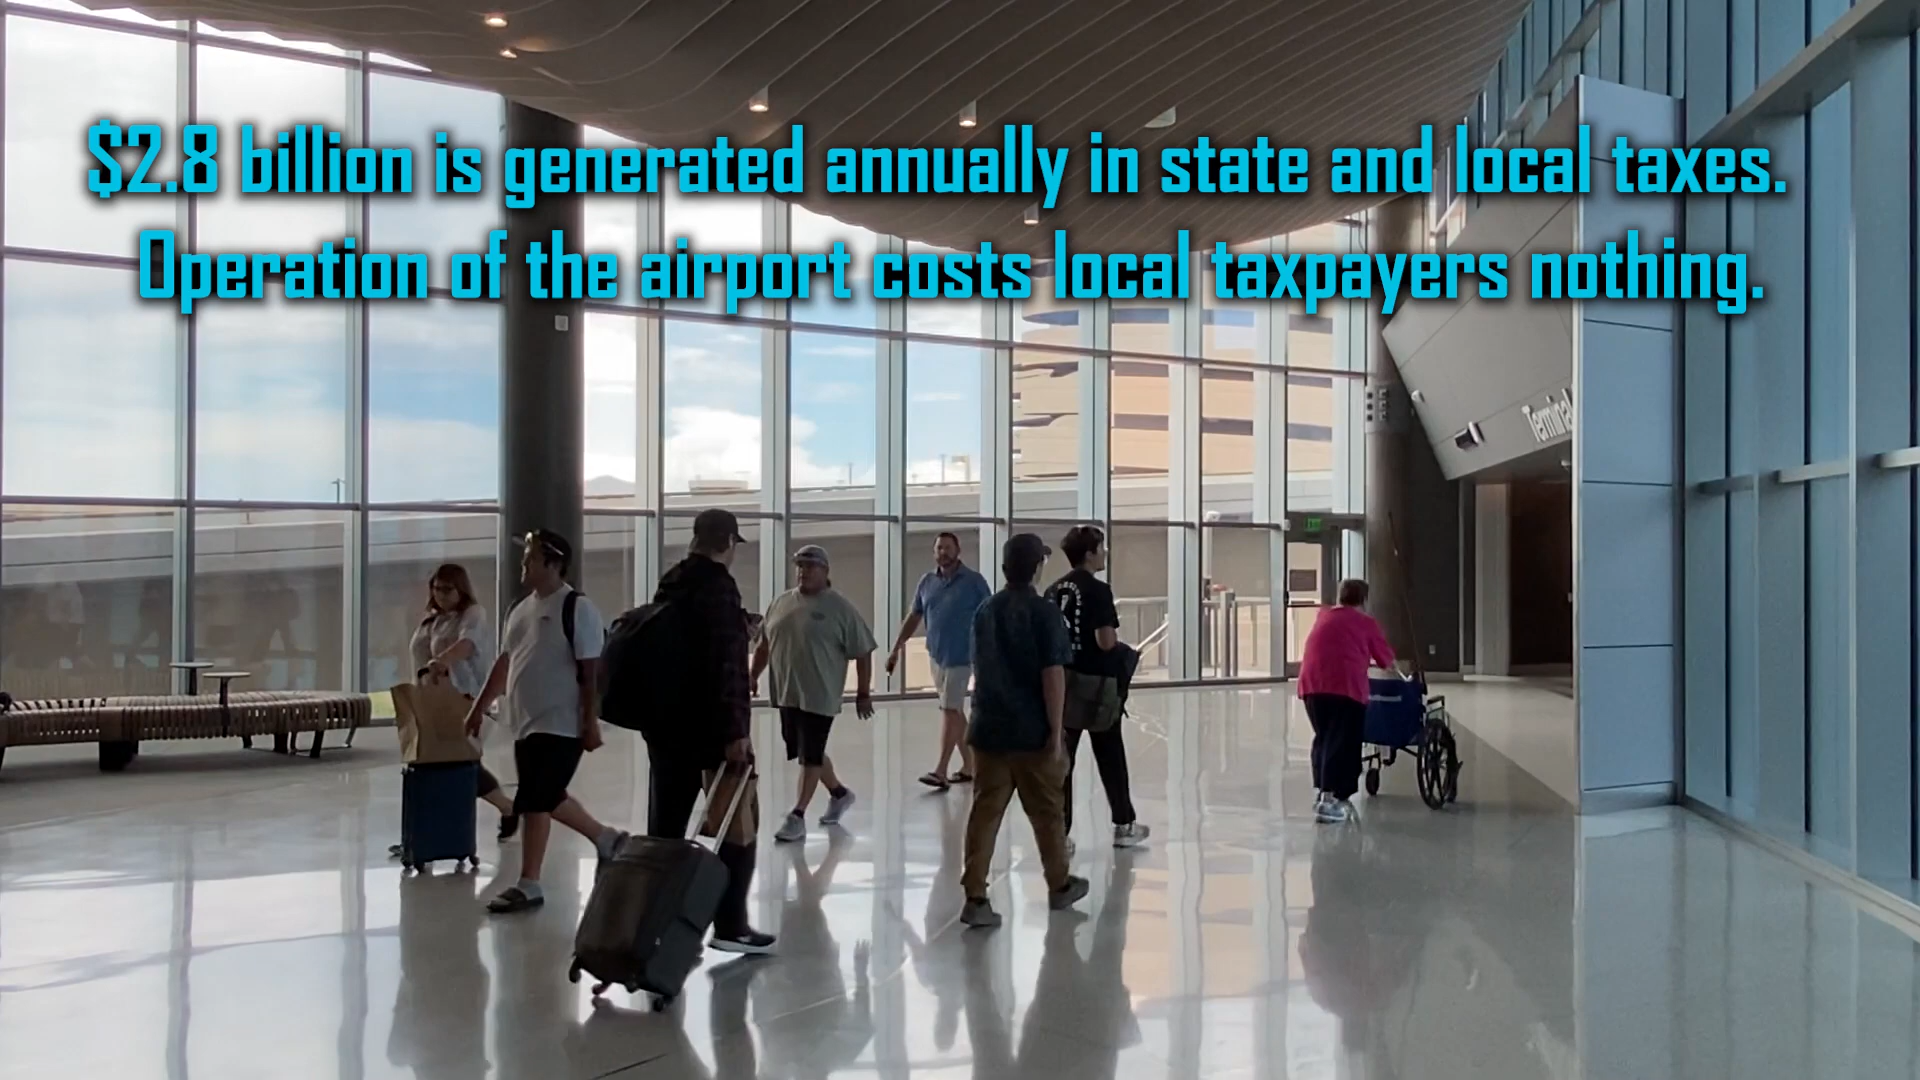 $2.8 billion is generated annually in state and local taxes.
Operation of the airport costs local taxpayers nothing.
Terminal